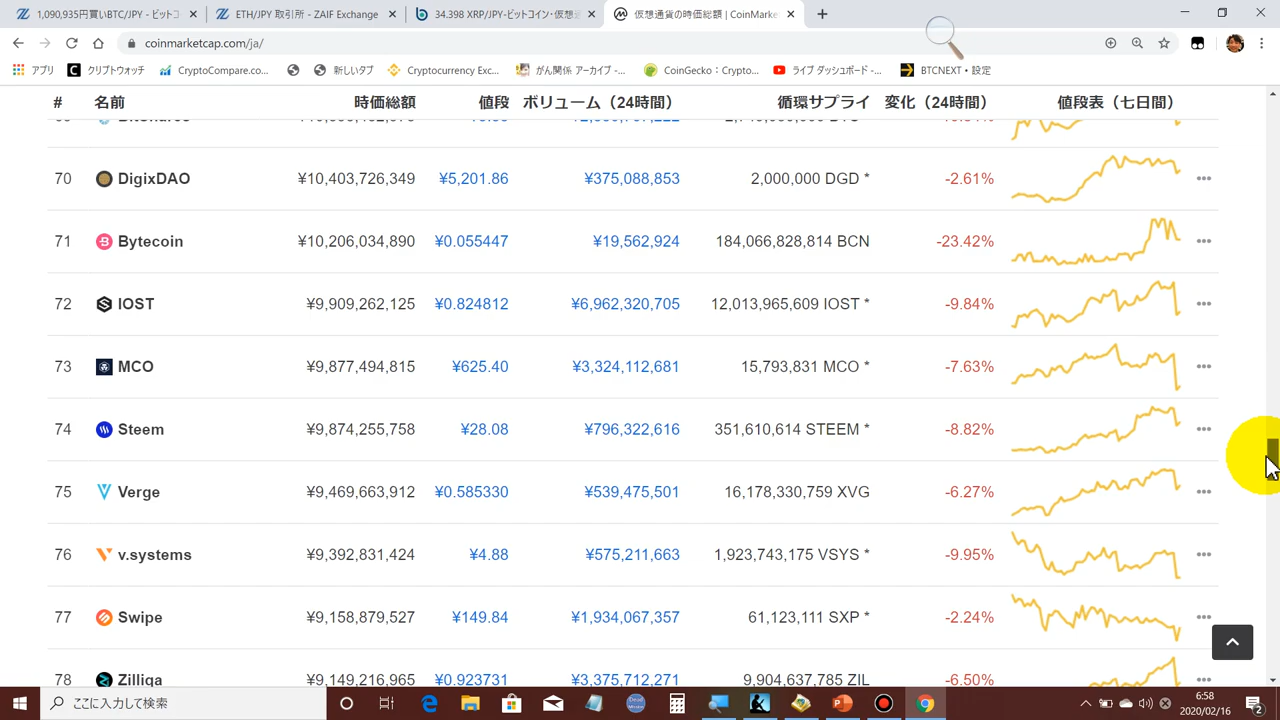 1,090,935円買いBTC/JPY - ビットコ
ETH/JPY 取引所 - ZAIF Exchange
34.398 XRP/JPY-ビットコイン・仮想通
仮想通貨の時価総額 | CoinMarke
coinmarketcap.com/ja/
アプリ
クリプトウォッチ
CryptoCompare.co...
新しいタブ
Cryptocurrency Exc...
がん関係 アーカイブ - ...
CoinGecko：Crypto...
ライブ ダッシュボード - ...
BTCNEXT • 設定
# 名前 時価総額 値段 ボリューム（24時間） 循環サプライ 変化（24時間） 値段表（七日間）
70 DigixDAO ¥10,403,726,349 ¥5,201.86 ¥375,088,853 2,000,000 DGD * -2.61%
71 Bytecoin ¥10,206,034,890 ¥0.055447 ¥19,562,924 184,066,828,814 BCN -23.42%
72 IOST ¥9,909,262,125 ¥0.824812 ¥6,962,320,705 12,013,965,609 IOST * -9.84%
73 MCO ¥9,877,494,815 ¥625.40 ¥3,324,112,681 15,793,831 MCO * -7.63%
74 Steem ¥9,874,255,758 ¥28.08 ¥796,322,616 351,610,614 STEEM * -8.82%
75 Verge ¥9,469,663,912 ¥0.585330 ¥539,475,501 16,178,330,759 XVG -6.27%
76 v.systems ¥9,392,831,424 ¥4.88 ¥575,211,663 1,923,743,175 VSYS * -9.95%
77 Swipe ¥9,158,879,527 ¥149.84 ¥1,934,067,357 61,123,111 SXP * -2.24%
78 Zilliqa ¥9,149,216,965 ¥0.923731 ¥3,375,712,271 9,904,637,785 ZIL -6.50%
ここに入力して検索
6:58
2020/02/16
2